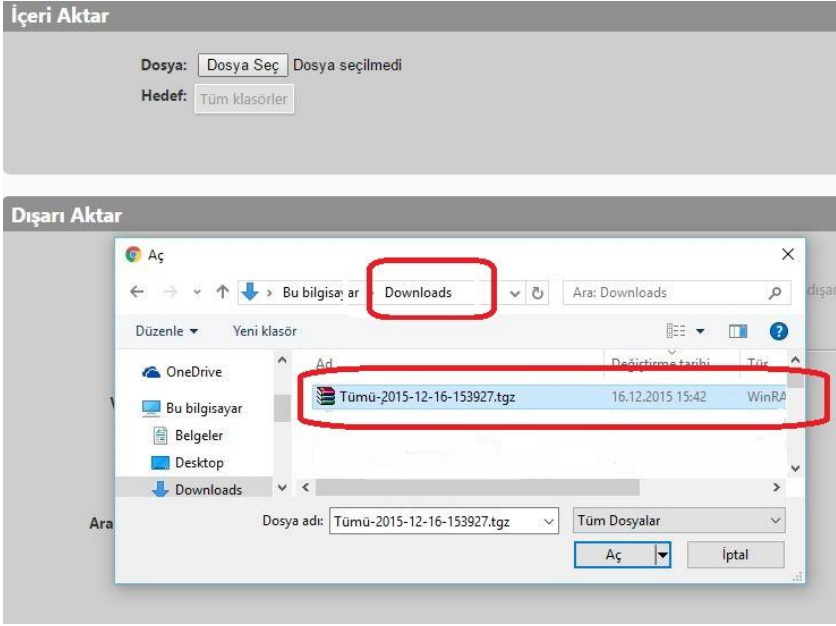 İçeri Aktar
Dosya: Dosya Seç Dosya seçilmedi
Hedef: Tüm klasörler
Dışarı Aktar
Aç
Bu bilgisayar Downloads Ara: Downloads
Düzenle Yeni klasör
Ad Değiştirme tarihi Tür
OneDrive
Tümü-2015-12-16-153927.tgz 16.12.2015 15:42 WinRA
Bu bilgisayar
Belgeler
Desktop
Downloads
Ara
Dosya adı: Tümü-2015-12-16-153927.tgz Tüm Dosyalar
Aç İptal